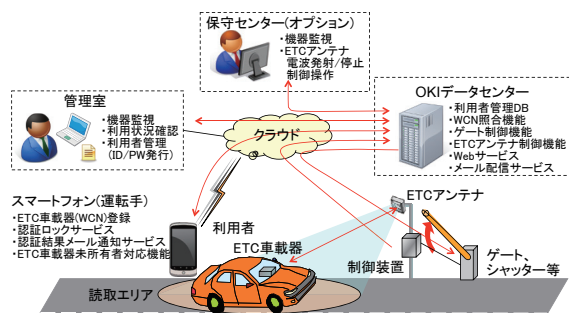 保守センター(オプション)
・機器監視
・ETCアンテナ
電波発射/停止
制御操作
管理室
・機器監視
・利用状況確認
・利用者管理
(ID/PW発行)
クラウド
OKIデータセンター
・利用者管理DB
・WCN照合機能
・ゲート制御機能
・ETCアンテナ制御機能
・Webサービス
・メール配信サービス
スマートフォン(運転手)
・ETC車載器(WCN)登録
・認証ロックサービス
・認証結果メール通知サービス
・ETC車載器未所有者対応機能
利用者
ETC車載器
ETCアンテナ
制御装置
ゲート、
シャッター等
読取エリア